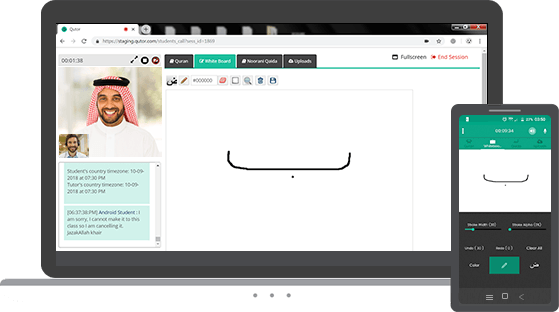 Qutor
https://staging.qutor.com/students_call?sess_id=1869
00:01:38
Quran
White Board
Noorani Qaida
Uploads
Fullscreen
End Session
#000000
Student's country timezone: 10-09-
2018 at 07:30 PM
Tutor's country timezone: 10-09-
2018 at 07:30 PM
[06:37:38,PM] Android Student : I
am sorry, I cannot make it to this
class so I am cancelling it.
JazakAllah khair
ب
00:09:34
Stroke Width (30)
Undo ( 30 )
Redo ( 0 )
Clear All
Color